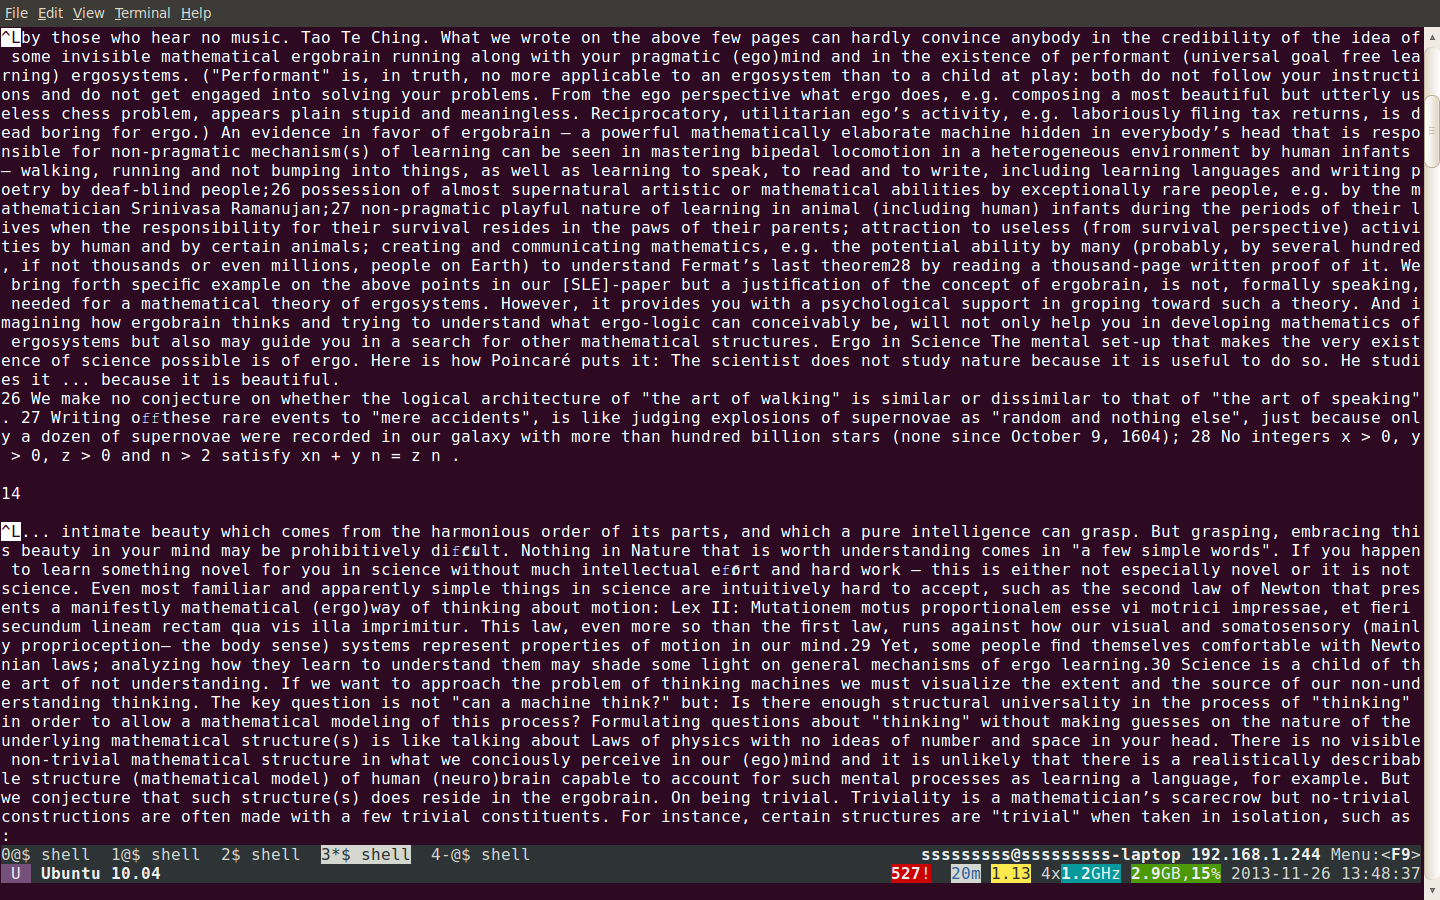 File Edit View Terminal Help
^Lby those who hear no music. Tao Te Ching. What we wrote on the above few pages can hardly convince anybody in the credibility of the idea of
 some invisible mathematical ergobrain running along with your pragmatic (ego)mind and in the existence of performant (universal goal free lea
rning) ergosystems. ("Performant" is, in truth, no more applicable to an ergosystem than to a child at play: both do not follow your instructi
ons and do not get engaged into solving your problems. From the ego perspective what ergo does, e.g. composing a most beautiful but utterly us
eless chess problem, appears plain stupid and meaningless. Reciprocatory, utilitarian ego’s activity, e.g. laboriously filing tax returns, is d
ead boring for ergo.) An evidence in favor of ergobrain – a powerful mathematically elaborate machine hidden in everybody’s head that is respo
nsible for non-pragmatic mechanism(s) of learning can be seen in mastering bipedal locomotion in a heterogeneous environment by human infants
– walking, running and not bumping into things, as well as learning to speak, to read and to write, including learning languages and writing p
oetry by deaf-blind people;26 possession of almost supernatural artistic or mathematical abilities by exceptionally rare people, e.g. by the m
athematician Srinivasa Ramanujan;27 non-pragmatic playful nature of learning in animal (including human) infants during the periods of their l
ives when the responsibility for their survival resides in the paws of their parents; attraction to useless (from survival perspective) activi
ties by human and by certain animals; creating and communicating mathematics, e.g. the potential ability by many (probably, by several hundred
, if not thousands or even millions, people on Earth) to understand Fermat’s last theorem28 by reading a thousand-page written proof of it. We
 bring forth specific example on the above points in our [SLE]-paper but a justification of the concept of ergobrain, is not, formally speaking,
 needed for a mathematical theory of ergosystems. However, it provides you with a psychological support in groping toward such a theory. And i
magining how ergobrain thinks and trying to understand what ergo-logic can conceivably be, will not only help you in developing mathematics of
 ergosystems but also may guide you in a search for other mathematical structures. Ergo in Science The mental set-up that makes the very exist
ence of science possible is of ergo. Here is how Poincaré puts it: The scientist does not study nature because it is useful to do so. He studi
es it ... because it is beautiful.
26 We make no conjecture on whether the logical architecture of "the art of walking" is similar or dissimilar to that of "the art of speaking"
. 27 Writing offthese rare events to "mere accidents", is like judging explosions of supernovae as "random and nothing else", just because onl
y a dozen of supernovae were recorded in our galaxy with more than hundred billion stars (none since October 9, 1604); 28 No integers x > 0, y
 > 0, z > 0 and n > 2 satisfy xn + y n = z n .
14
^L... intimate beauty which comes from the harmonious order of its parts, and which a pure intelligence can grasp. But grasping, embracing thi
s beauty in your mind may be prohibitively difficult. Nothing in Nature that is worth understanding comes in "a few simple words". If you happen
 to learn something novel for you in science without much intellectual effort and hard work – this is either not especially novel or it is not
science. Even most familiar and apparently simple things in science are intuitively hard to accept, such as the second law of Newton that pres
ents a manifestly mathematical (ergo)way of thinking about motion: Lex II: Mutationem motus proportionalem esse vi motrici impressae, et fieri
secundum lineam rectam qua vis illa imprimitur. This law, even more so than the first law, runs against how our visual and somatosensory (mainl
y proprioception– the body sense) systems represent properties of motion in our mind.29 Yet, some people find themselves comfortable with Newto
nian laws; analyzing how they learn to understand them may shade some light on general mechanisms of ergo learning.30 Science is a child of th
e art of not understanding. If we want to approach the problem of thinking machines we must visualize the extent and the source of our non-und
erstanding thinking. The key question is not "can a machine think?" but: Is there enough structural universality in the process of "thinking"
in order to allow a mathematical modeling of this process? Formulating questions about "thinking" without making guesses on the nature of the
underlying mathematical structure(s) is like talking about Laws of physics with no ideas of number and space in your head. There is no visible
 non-trivial mathematical structure in what we conciously perceive in our (ego)mind and it is unlikely that there is a realistically describab
le structure (mathematical model) of human (neuro)brain capable to account for such mental processes as learning a language, for example. But
we conjecture that such structure(s) does reside in the ergobrain. On being trivial. Triviality is a mathematician’s scarecrow but no-trivial
constructions are often made with a few trivial constituents. For instance, certain structures are "trivial" when taken in isolation, such as
:
0@$ shell  1@$ shell  2$ shell  3*$ shell  4-@$ shell  sssssssss@sssssssss-laptop 192.168.1.244 Menu:<F9>
U Ubuntu 10.04  527!  20m 1.13 4x1.2GHz 2.9GB,15% 2013-11-26 13:48:37